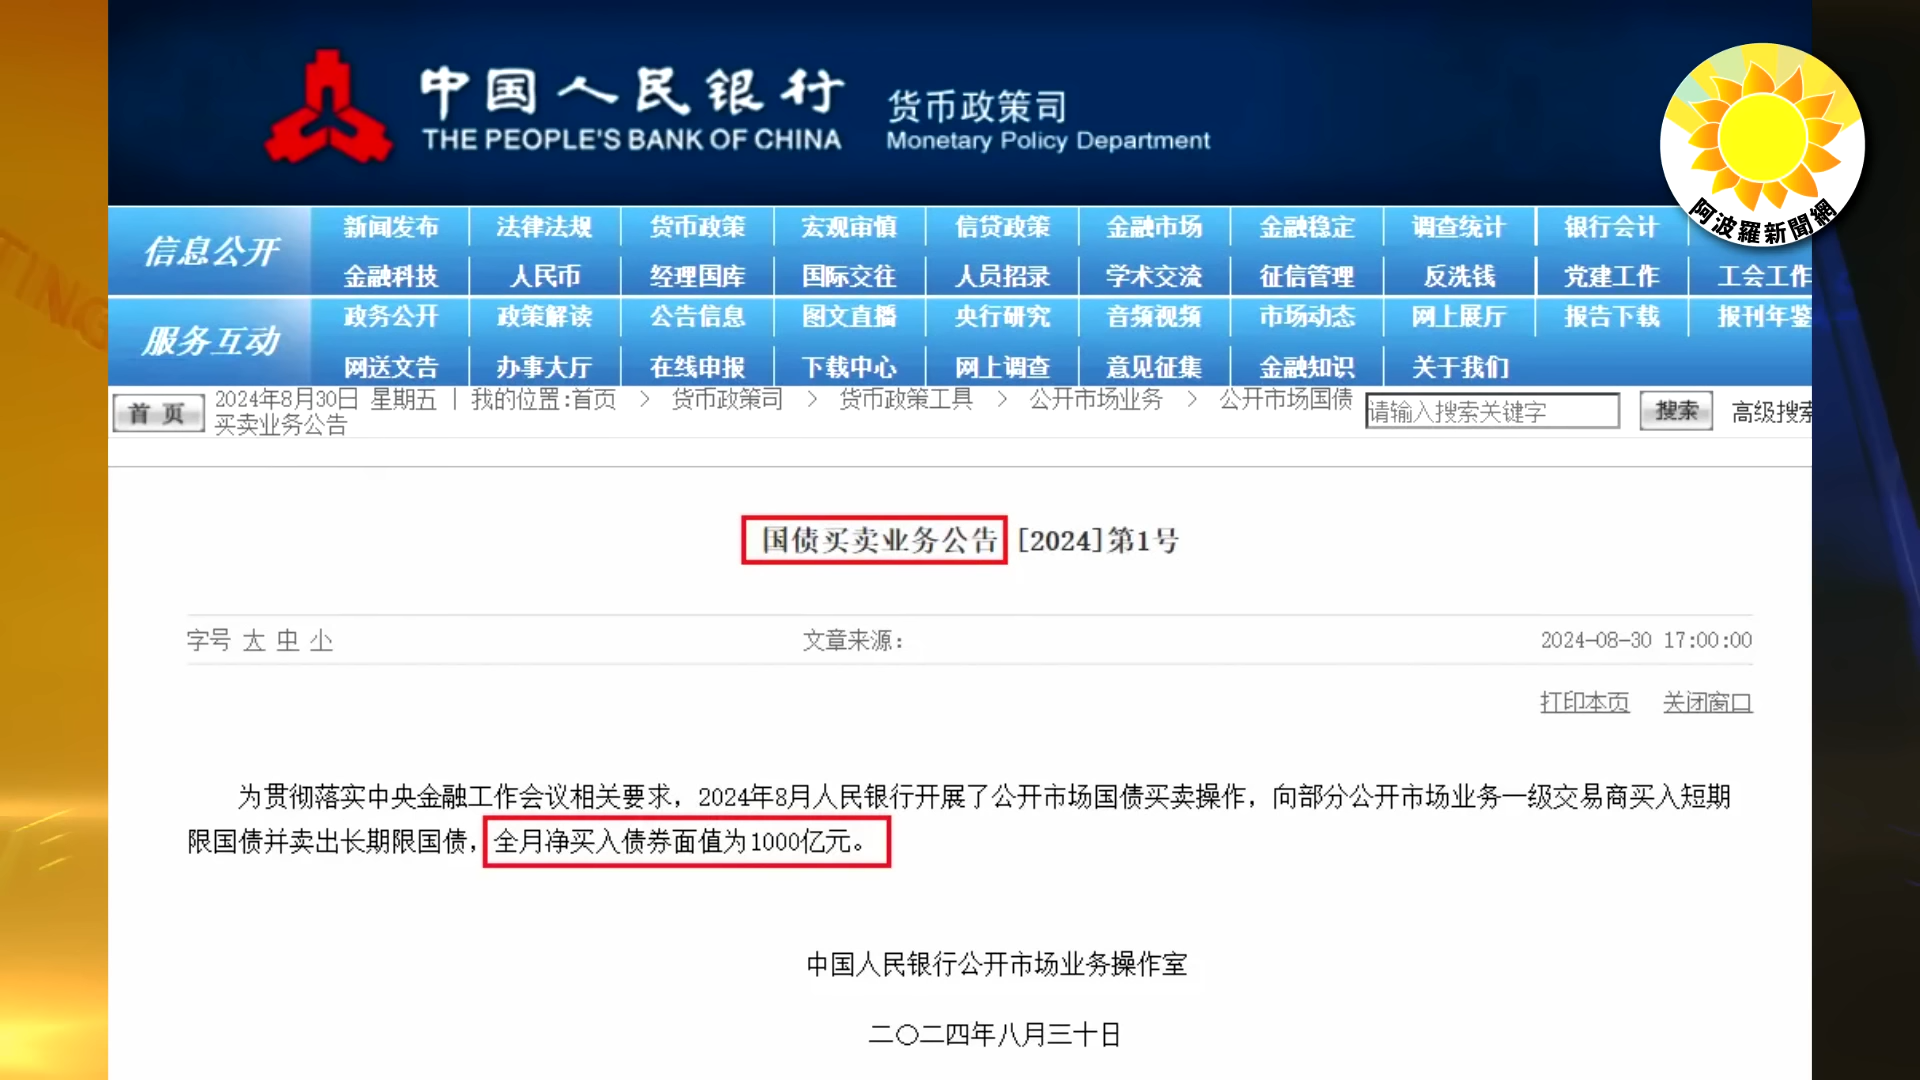 中国人民银行
THE PEOPLE'S BANK OF CHINA
货币政策司
Monetary Policy Department
阿波羅新聞網
信息公开
新闻发布 法律法规 货币政策 宏观审慎 信贷政策 金融市场 金融稳定 调查统计 银行会计
金融科技 人民币 经理国库 国际交往 人员招录 学术交流 征信管理 反洗钱 党建工作 工会工作
服务互动
政务公开 政策解读 公告信息 图文直播 央行研究 音频视频 市场动态 网上展厅 报告下载 报刊年鉴
网送文告 办事大厅 在线申报 下载中心 网上调查 意见征集 金融知识 关于我们
首页
2024年8月30日 星期五 | 我的位置:首页 > 货币政策司 > 货币政策工具 > 公开市场业务 > 公开市场国债
买卖业务公告
请输入搜索关键字
搜索
高级搜索
国债买卖业务公告 [2024]第1号
字号 大 中 小
文章来源：
2024-08-30 17:00:00
打印本页 关闭窗口
为贯彻落实中央金融工作会议相关要求，2024年8月人民银行开展了公开市场国债买卖操作，向部分公开市场业务一级交易商买入短期
限国债并卖出长期限国债，全月净买入债券面值为1000亿元。
中国人民银行公开市场业务操作室
二〇二四年八月三十日